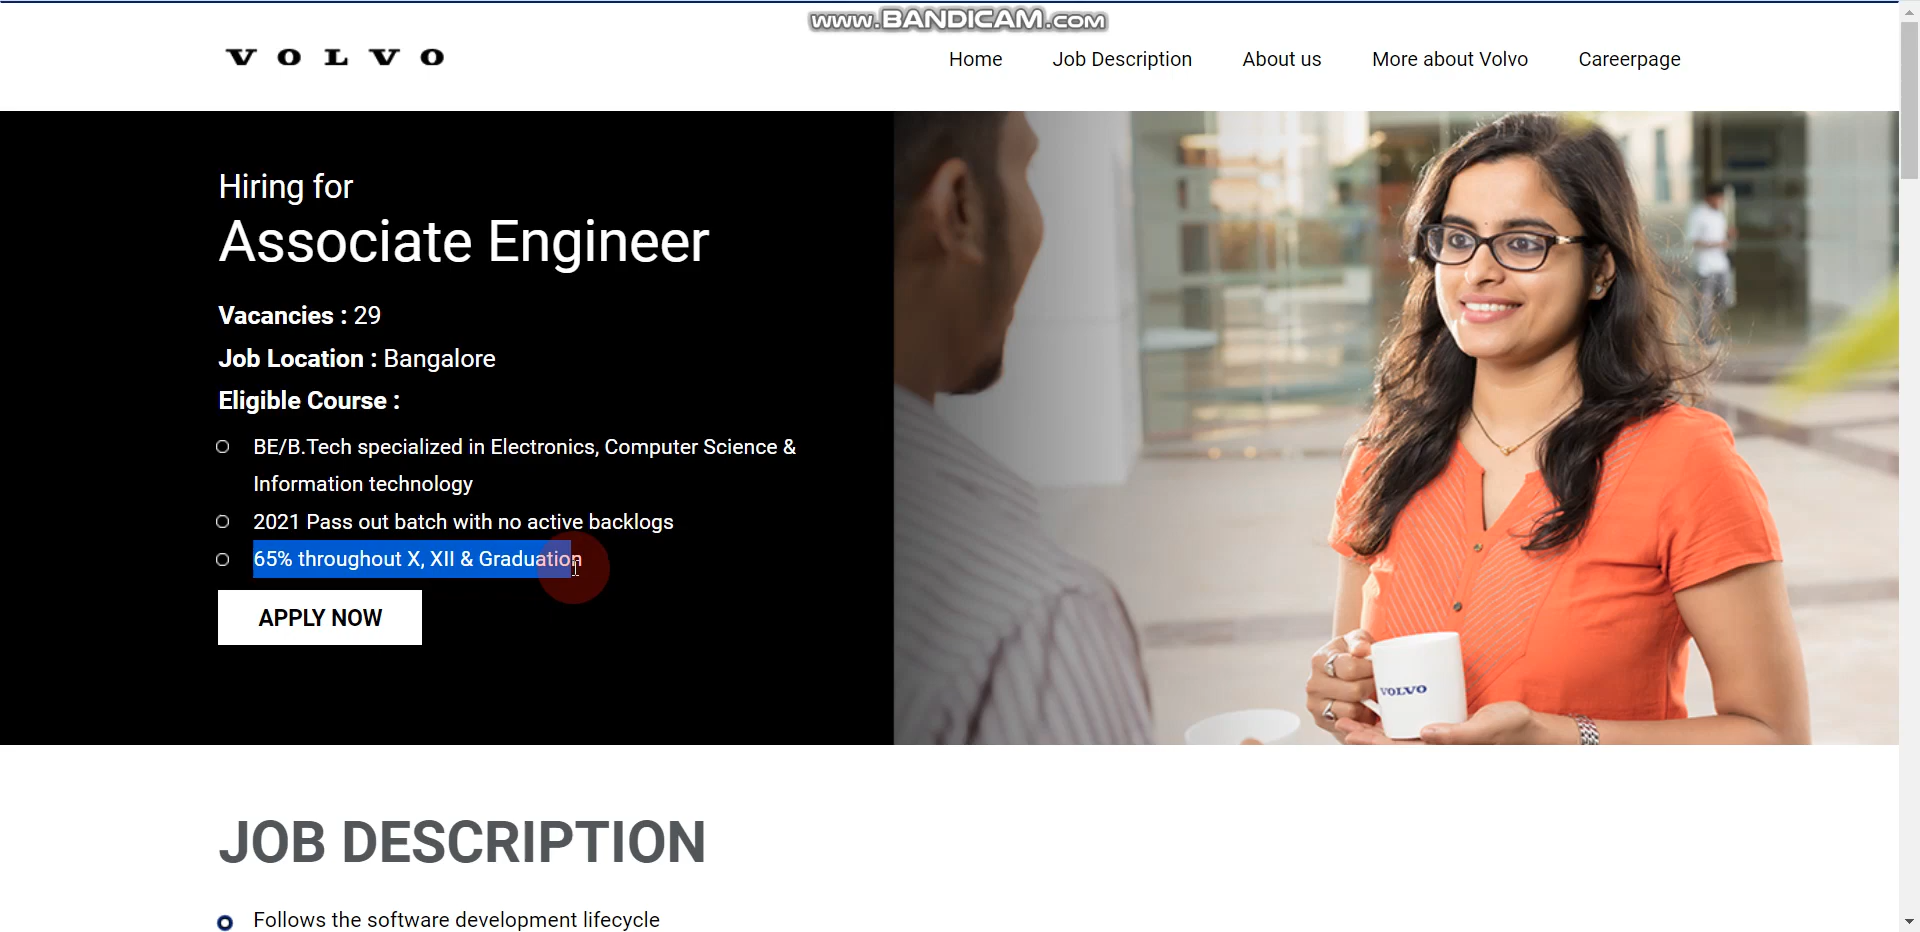 www.BANDICAM.com
VOLVO
Home
Job Description
About us
More about Volvo
Careerpage
Hiring for
Associate Engineer
Vacancies : 29
Job Location : Bangalore
Eligible Course :
BE/B.Tech specialized in Electronics, Computer Science &
Information technology
2021 Pass out batch with no active backlogs
65% throughout X, XII & Graduation
APPLY NOW
VOLVO
JOB DESCRIPTION
Follows the software development lifecycle